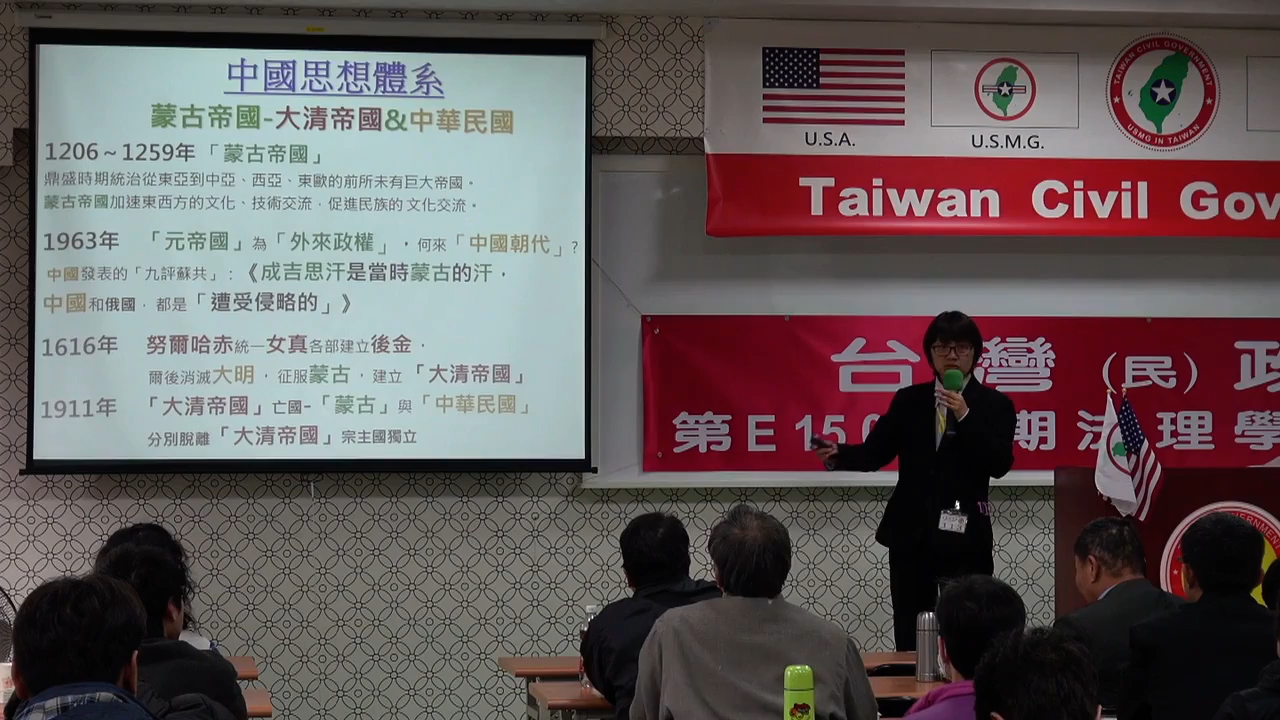 中國思想體系
蒙古帝國-大清帝國&中華民國
1206～1259年「蒙古帝國」
鼎盛時期統治從東亞到中亞、西亞、東歐的前所未有巨大帝國。
蒙古帝國加速東西方的文化、技術交流，促進民族的文化交流。
1963年 「元帝國」為「外來政權」，何來「中國朝代」?
中國發表的「九評蘇共」：《成吉思汗是當時蒙古的汗，
中國和俄國，都是「遭受侵略的」》
1616年 努爾哈赤統一女真各部建立後金，
爾後消滅大明，征服蒙古，建立「大清帝國」
1911年 「大清帝國」亡國-「蒙古」與「中華民國」
分別脫離「大清帝國」宗主國獨立
U.S.A.
U.S.M.G.
TAIWAN CIVIL GOVERNMENT
USMG IN TAIWAN
Taiwan Civil Gov
台灣（民）政
第E15 期法理學